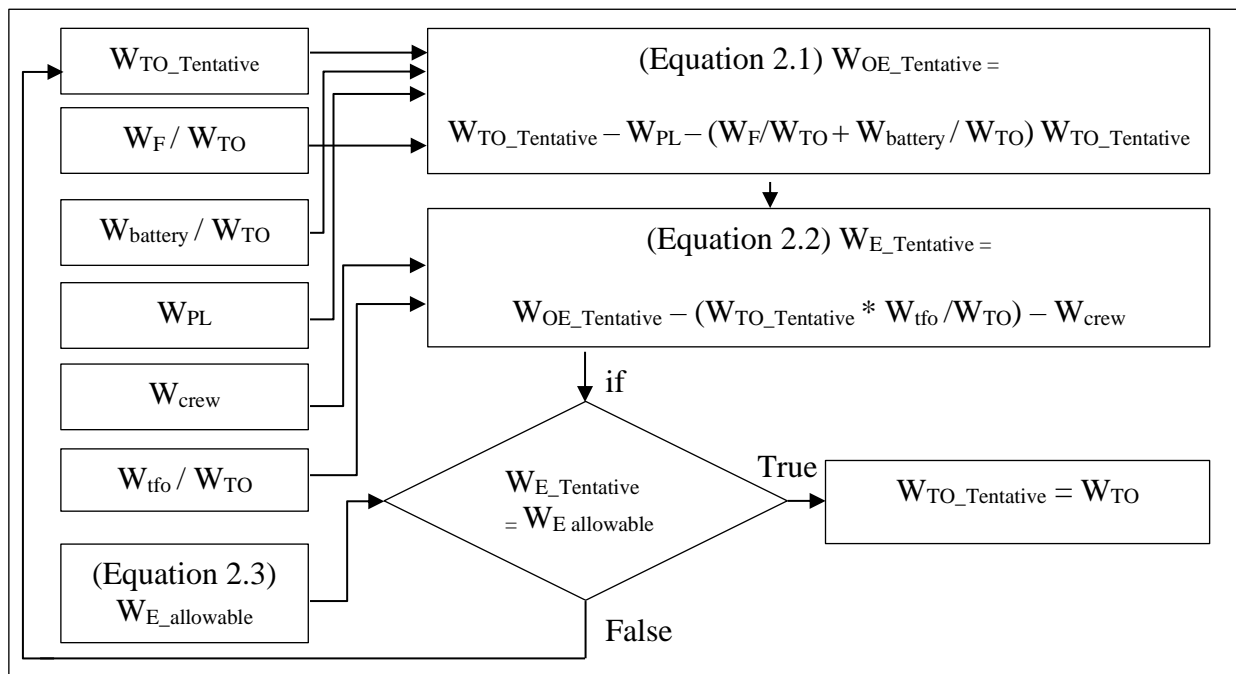 W_TO_Tentative
W_F / W_TO
W_battery / W_TO
W_PL
W_crew
W_tfo / W_TO
(Equation 2.3)
W_E_allowable
(Equation 2.1) W_OE_Tentative =
W_TO_Tentative – W_PL – (W_F/W_TO + W_battery / W_TO) W_TO_Tentative
(Equation 2.2) W_E_Tentative =
W_OE_Tentative – (W_TO_Tentative * W_tfo /W_TO) – W_crew
if
W_E_Tentative
= W_E allowable
True
W_TO_Tentative = W_TO
False